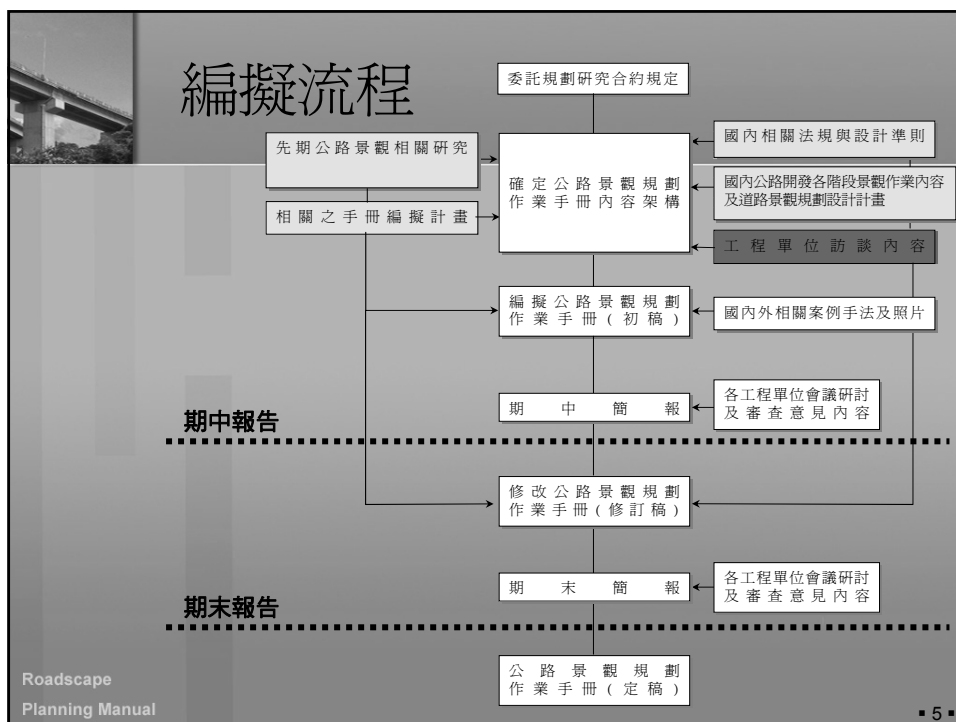 編擬流程
委託規劃研究合約規定
先期公路景觀相關研究
相關之手冊編擬計畫
確定公路景觀規劃
作業手冊內容架構
國內相關法規與設計準則
國內公路開發各階段景觀作業內容
及道路景觀規劃設計計畫
工程單位訪談內容
編擬公路景觀規劃
作業手冊(初稿)
國內外相關案例手法及照片
期中簡報
各工程單位會議研討
及審查意見內容
期中報告
修改公路景觀規劃
作業手冊(修訂稿)
期末簡報
各工程單位會議研討
及審查意見內容
期末報告
公路景觀規劃
作業手冊(定稿)
Roadscape
Planning Manual
▪ 5 ▪